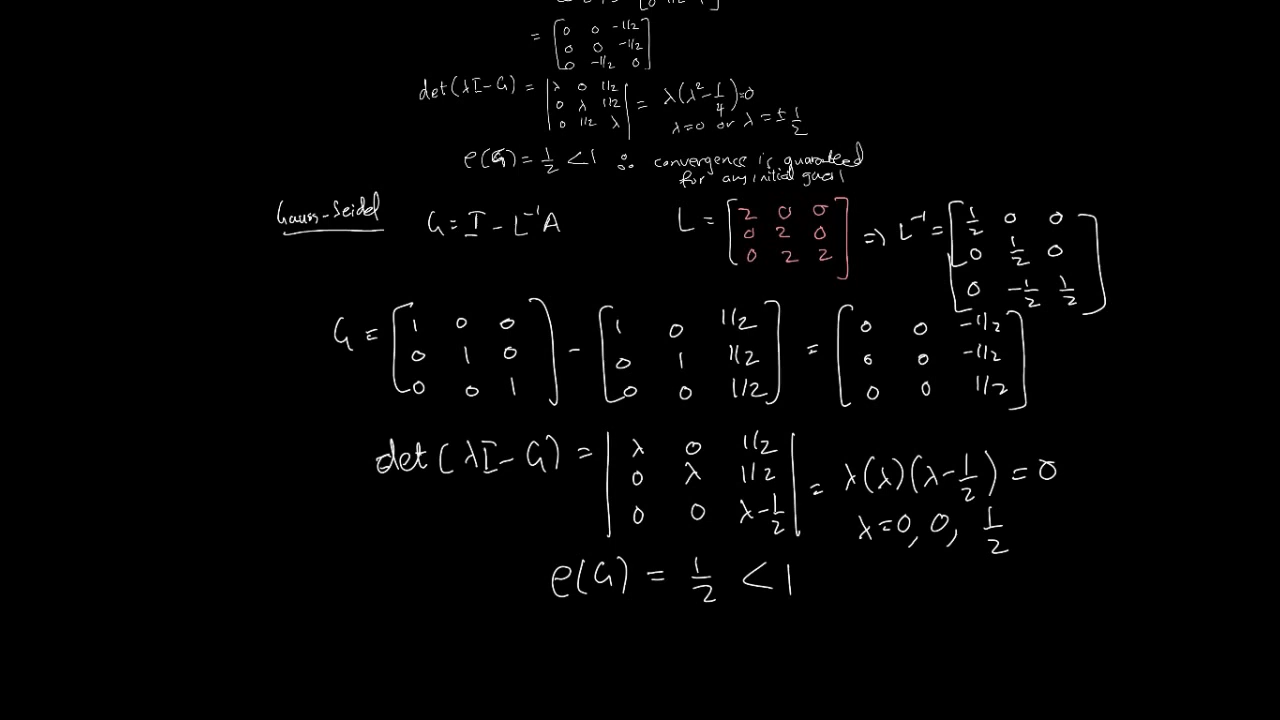 = [0 0 -1/2
0 0 -1/2
0 -1/2 0]
det(λI-G) = |λ 0 1/2
0 λ 1/2
0 1/2 λ| = λ(λ² - 1/4) = 0
λ=0 or λ = ± 1/2
ρ(G) = 1/2 < 1 ∴ convergence is guaranteed
for any initial guess
Gauss-Seidel G = I - L⁻¹A L = [2 0 0
0 2 0
0 2 2] => L⁻¹ = [1/2 0 0
0 1/2 0
0 -1/2 1/2]
G = [1 0 0
0 1 0
0 0 1] - [1 0 1/2
0 1 1/2
0 0 1/2] = [0 0 -1/2
0 0 -1/2
0 0 1/2]
det(λI-G) = |λ 0 1/2
0 λ 1/2
0 0 λ-1/2| = λ(λ)(λ-1/2) = 0
λ=0, 0, 1/2
ρ(G) = 1/2 < 1